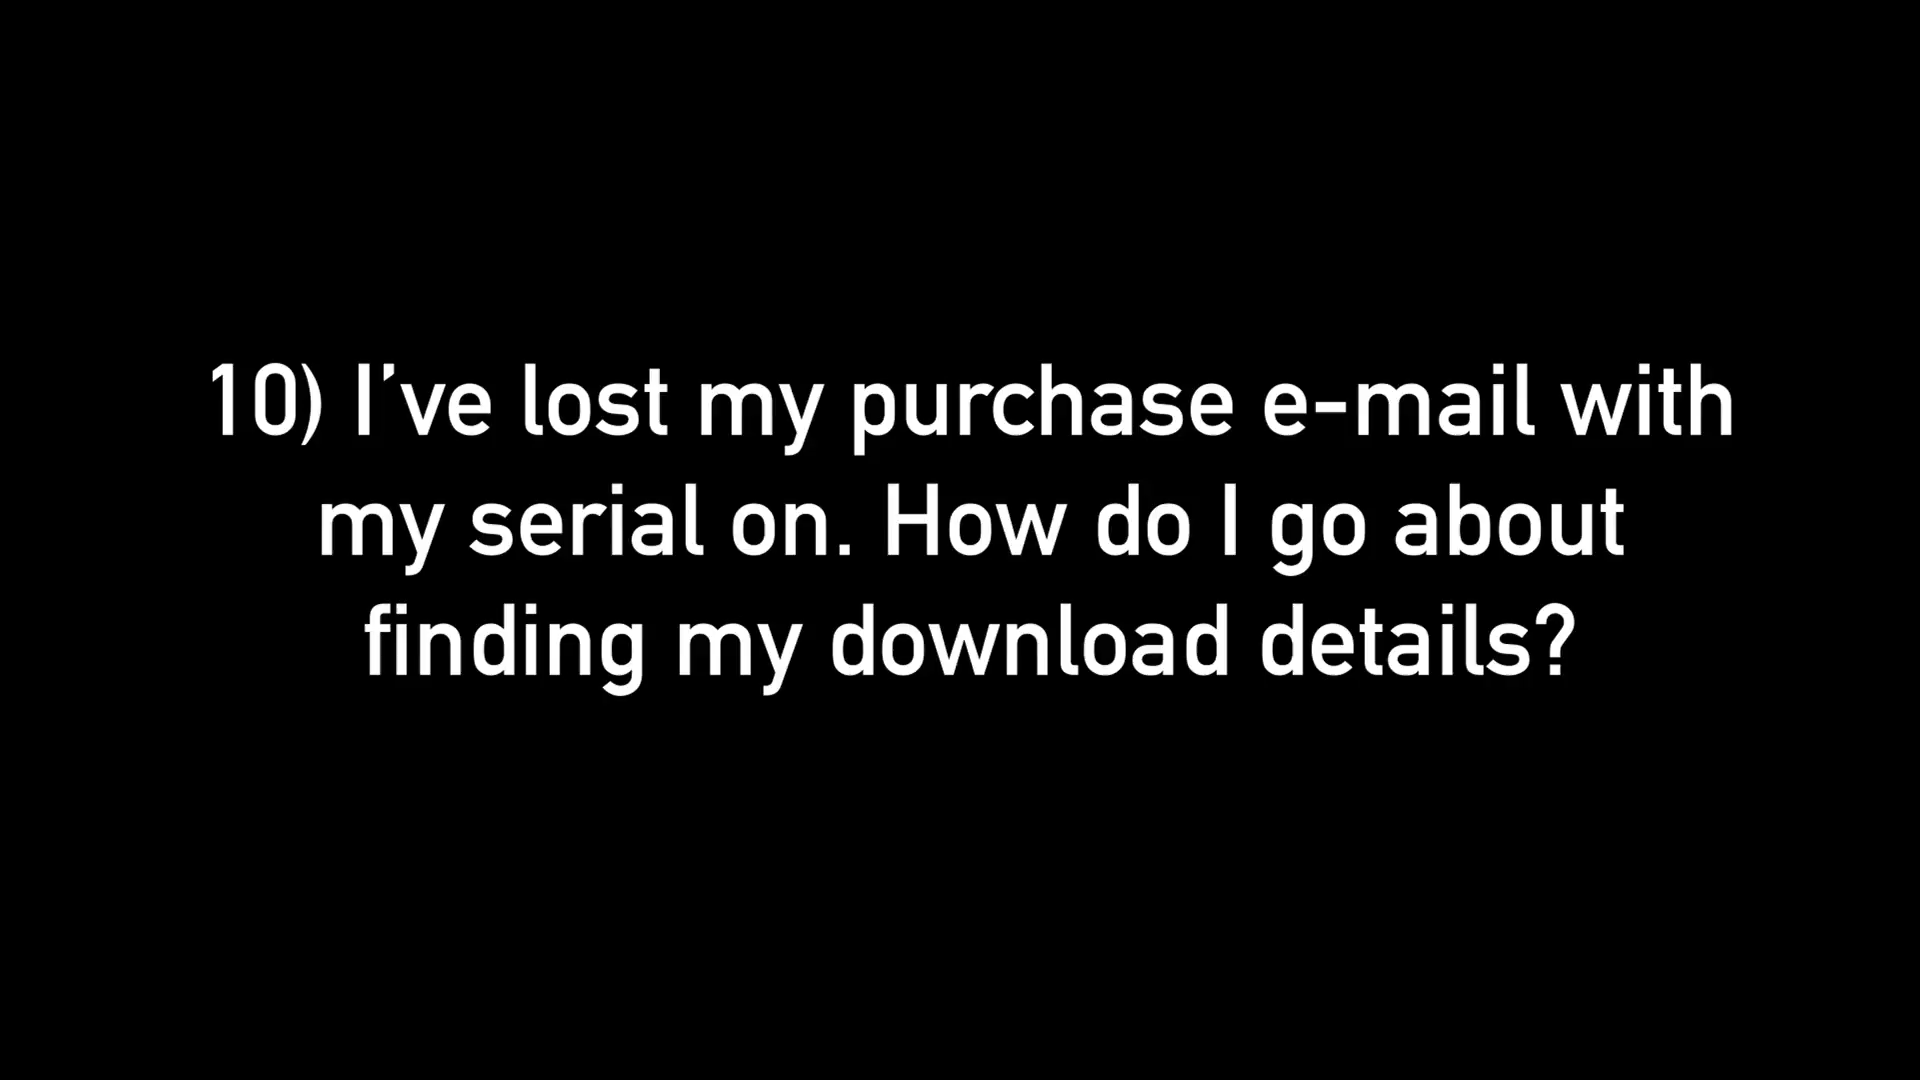 10) I’ve lost my purchase e-mail with
my serial on. How do I go about
finding my download details?